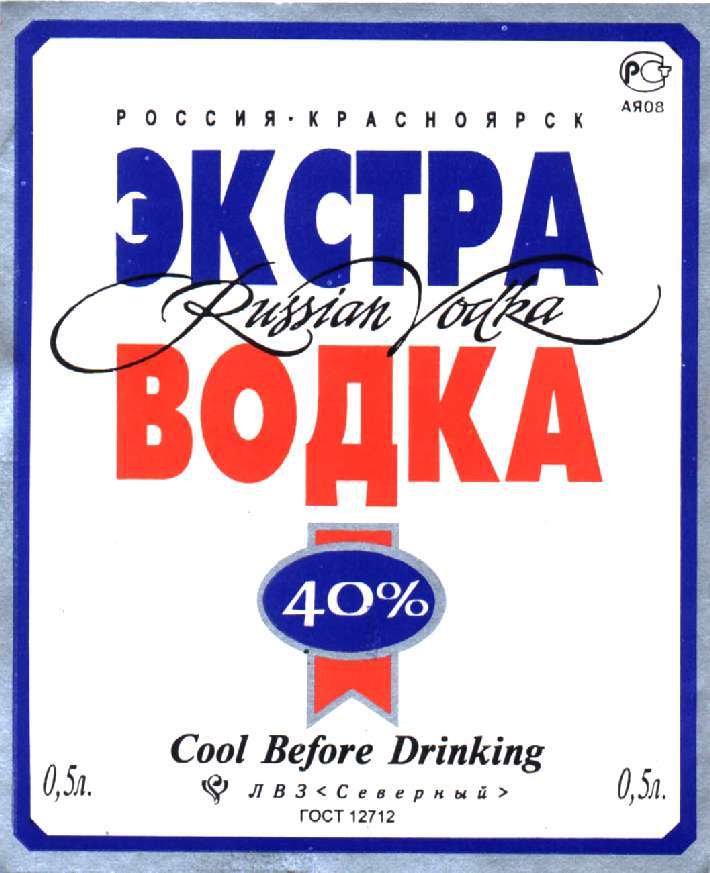 РСТ
АЯ08
РОССИЯ·КРАСНОЯРСК
ЭКСТРА
Russian Vodka
ВОДКА
40%
Cool Before Drinking
0,5л.
ЛВЗ<Северный>
0,5л.
ГОСТ 12712